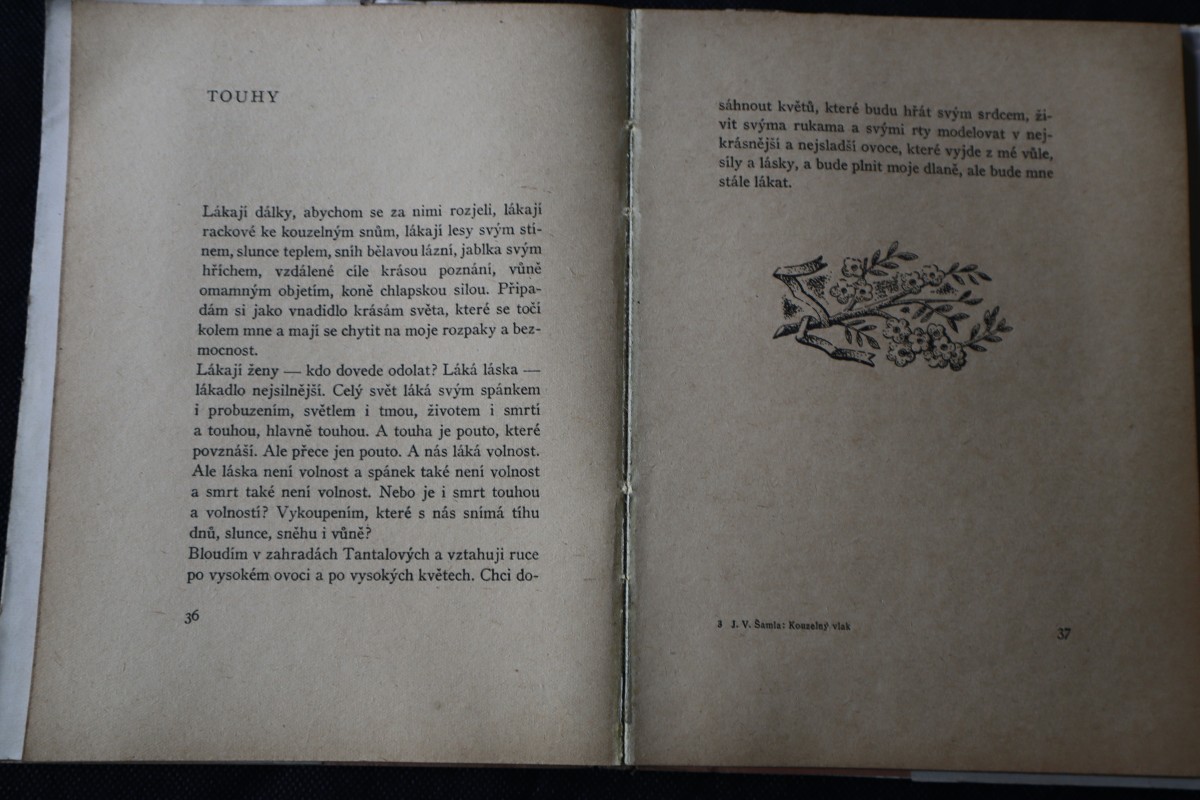 TOUHY
Lákají dálky, abychom se za nimi rozjeli, lákají
rackové ke kouzelným snům, lákají lesy svým stí-
nem, slunce teplem, sníh bělavou lázní, jablka svým
hříchem, vzdálené cíle krásou poznání, vůně
omamným objetím, koně chlapskou silou. Připa-
dám si jako vnadidlo krásám světa, které se točí
kolem mne a mají se chytit na moje rozpaky a bez-
mocnost.
Lákají ženy — kdo dovede odolat? Láká láska —
lákadlo nejsilnější. Celý svět láká svým spánkem
i probuzením, světlem i tmou, životem i smrtí
a touhou, hlavně touhou. A touha je pouto, které
povznáší. Ale přece jen pouto. A nás láká volnost.
Ale láska není volnost a spánek také není volnost
a smrt také není volnost. Nebo je i smrt touhou
a volností? Vykoupením, které s nás snímá tíhu
dnů, slunce, sněhu i vůně?
Bloudím v zahradách Tantalových a vztahuji ruce
po vysokém ovoci a po vysokých květech. Chci do-
36
sáhnout květů, které budu hřát svým srdcem, ži-
vit svýma rukama a svými rty modelovat v nej-
krásnější a nejsladší ovoce, které vyjde z mé vůle,
síly a lásky, a bude plnit moje dlaně, ale bude mne
stále lákat.
3 J. V. Šamla: Kouzelný vlak
37